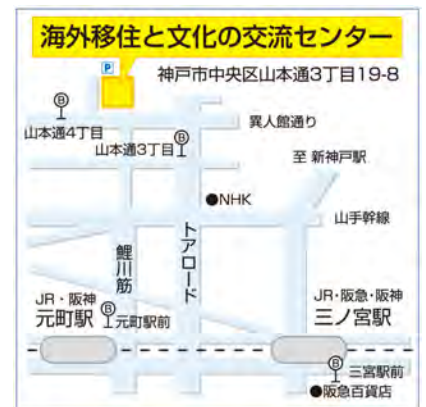 海外移住と文化の交流センター
P
神戸市中央区山本通3丁目19-8
B
山本通4丁目
異人館通り
B
山本通3丁目
至 新神戸駅
NHK
山手幹線
トアロード
鯉川筋
JR・阪神
元町駅
B
元町駅前
JR・阪急・阪神
三ノ宮駅
B
三宮駅前
阪急百貨店